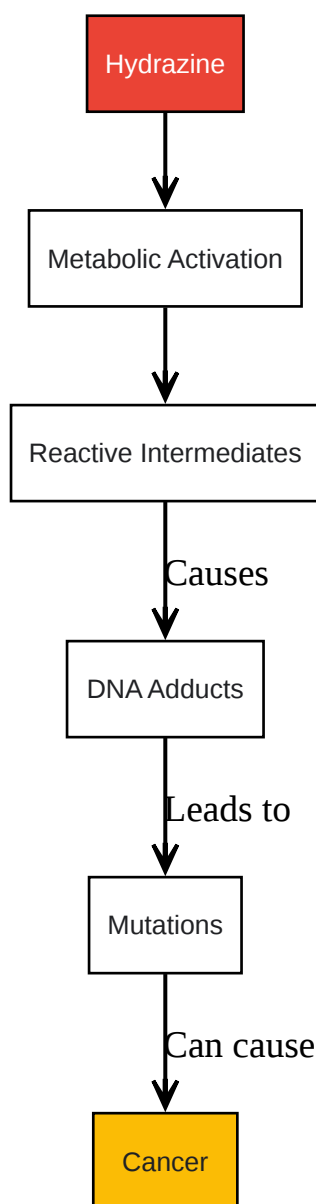 Hydrazine
Metabolic Activation
Reactive Intermediates
Causes
DNA Adducts
Leads to
Mutations
Can cause
Cancer